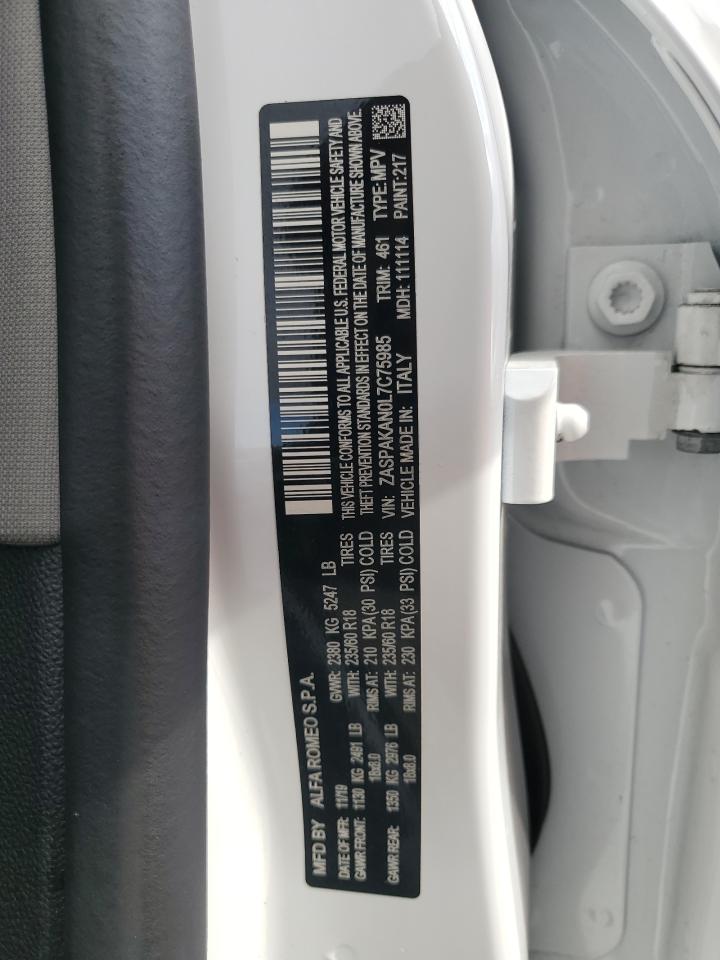 MFD BY ALFA ROMEO S.P.A.
DATE OF MFR: 11/19 GVWR: 2380 KG 5247 LB
GAWR FRONT: 1130 KG 2491 LB WITH: 235/60 R18 TIRES
18x8.0 RIMS AT: 210 KPA(30 PSI) COLD
GAWR REAR: 1350 KG 2976 LB WITH: 235/60 R18 TIRES
18x8.0 RIMS AT: 230 KPA(33 PSI) COLD
THIS VEHICLE CONFORMS TO ALL APPLICABLE U.S. FEDERAL MOTOR VEHICLE SAFETY AND
THEFT PREVENTION STANDARDS IN EFFECT ON THE DATE OF MANUFACTURE SHOWN ABOVE.
VIN: ZASPAKAN0L7C75985 TRIM: 461 TYPE:MPV
VEHICLE MADE IN: ITALY MDH: 111114 PAINT:217